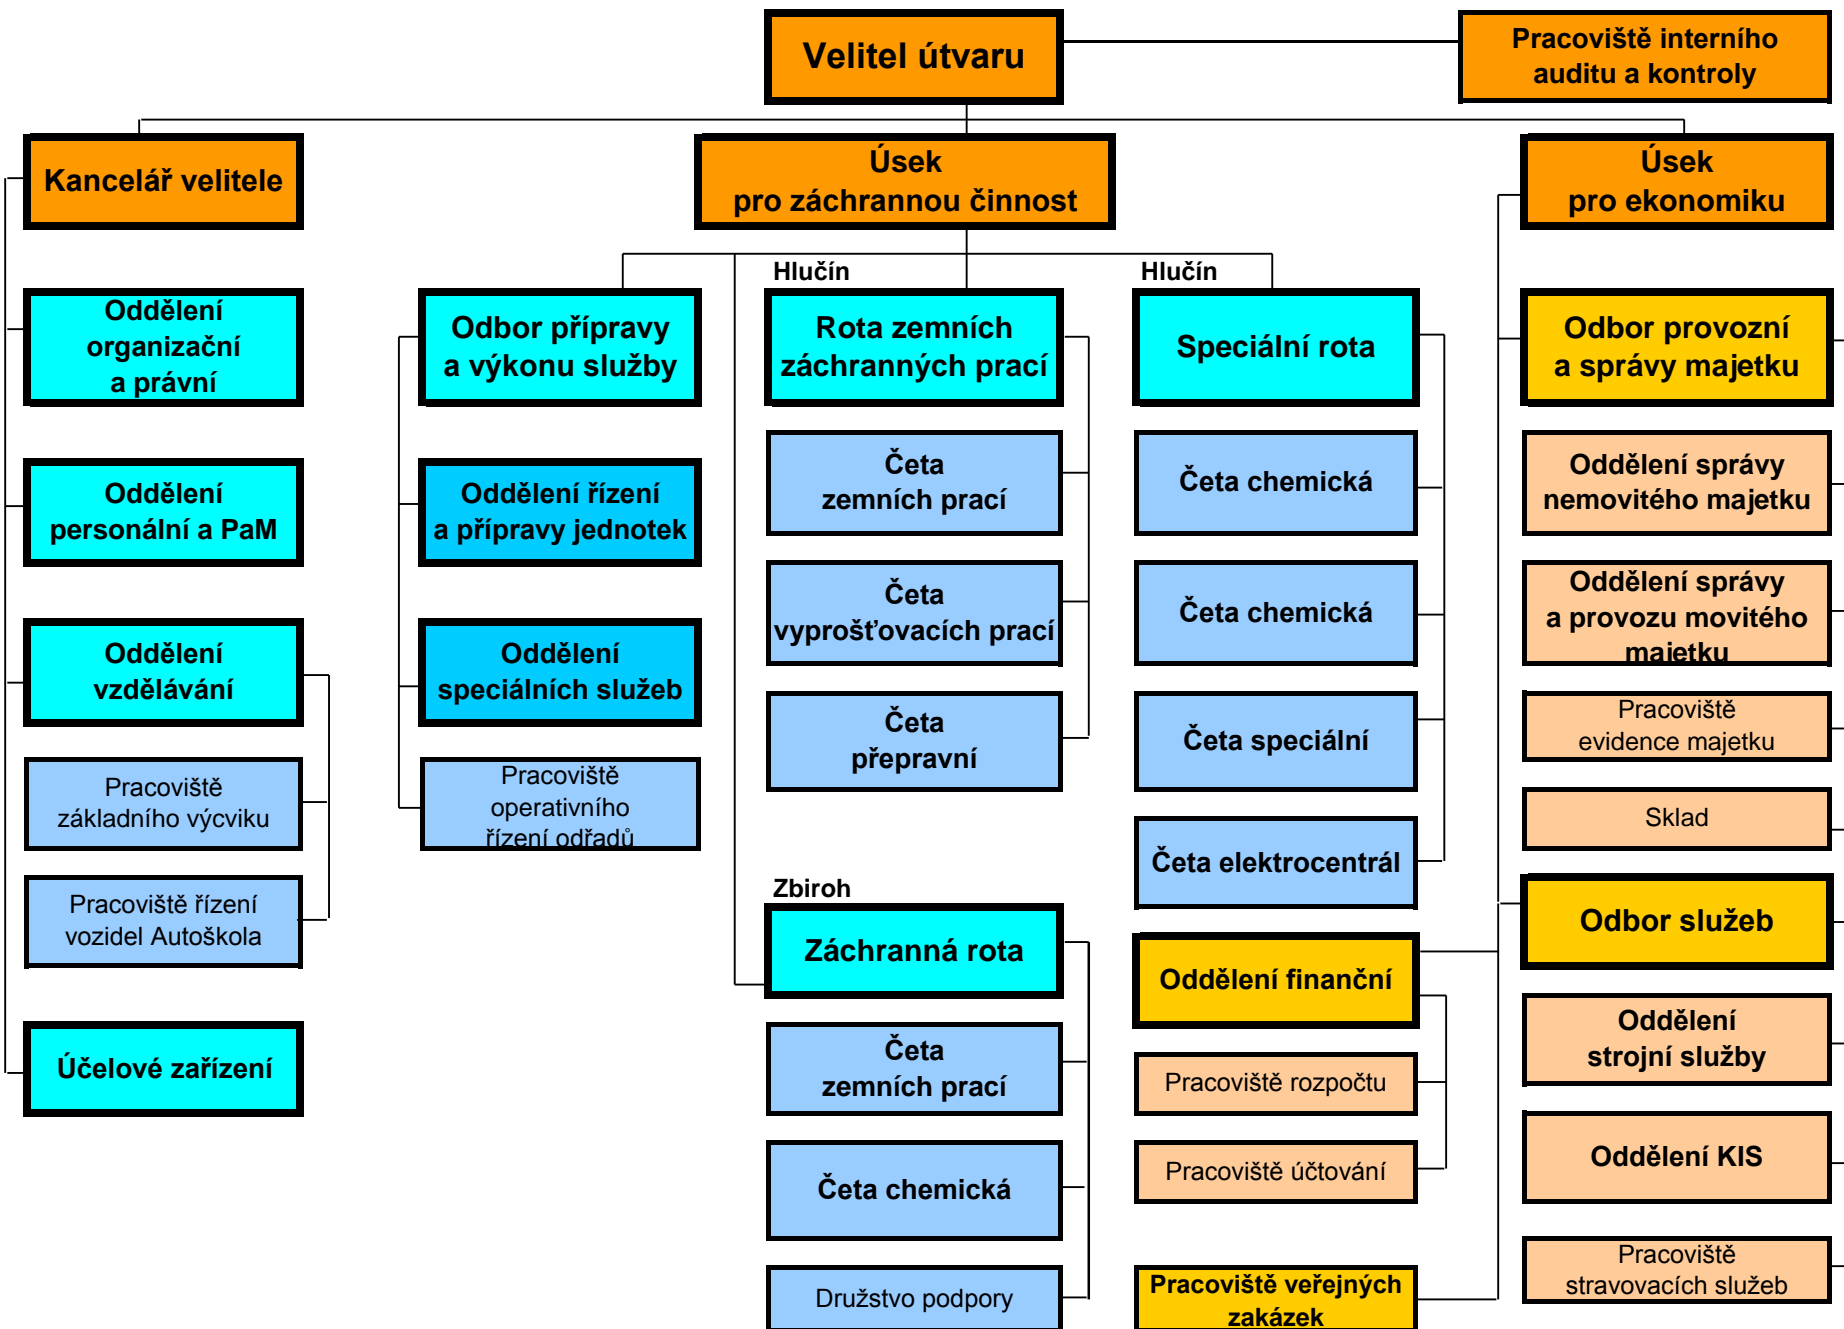 Velitel útvaru
Pracoviště interního
auditu a kontroly
Kancelář velitele
Úsek
pro záchrannou činnost
Úsek
pro ekonomiku
Oddělení
organizační
a právní
Oddělení
personální a PaM
Oddělení
vzdělávání
Pracoviště
základního výcviku
Pracoviště řízení
vozidel Autoškola
Účelové zařízení
Odbor přípravy
a výkonu služby
Oddělení řízení
a přípravy jednotek
Oddělení
speciálních služeb
Pracoviště
operativního
řízení odřadů
Hlučín
Rota zemních
záchranných prací
Četa
zemních prací
Četa
vyprošťovacích prací
Četa
přepravní
Zbiroh
Záchranná rota
Četa
zemních prací
Četa chemická
Družstvo podpory
Hlučín
Speciální rota
Četa chemická
Četa chemická
Četa speciální
Četa elektrocentrál
Oddělení finanční
Pracoviště rozpočtu
Pracoviště účtování
Pracoviště veřejných
zakázek
Odbor provozní
a správy majetku
Oddělení správy
nemovitého majetku
Oddělení správy
a provozu movitého
majetku
Pracoviště
evidence majetku
Sklad
Odbor služeb
Oddělení
strojní služby
Oddělení KIS
Pracoviště
stravovacích služeb